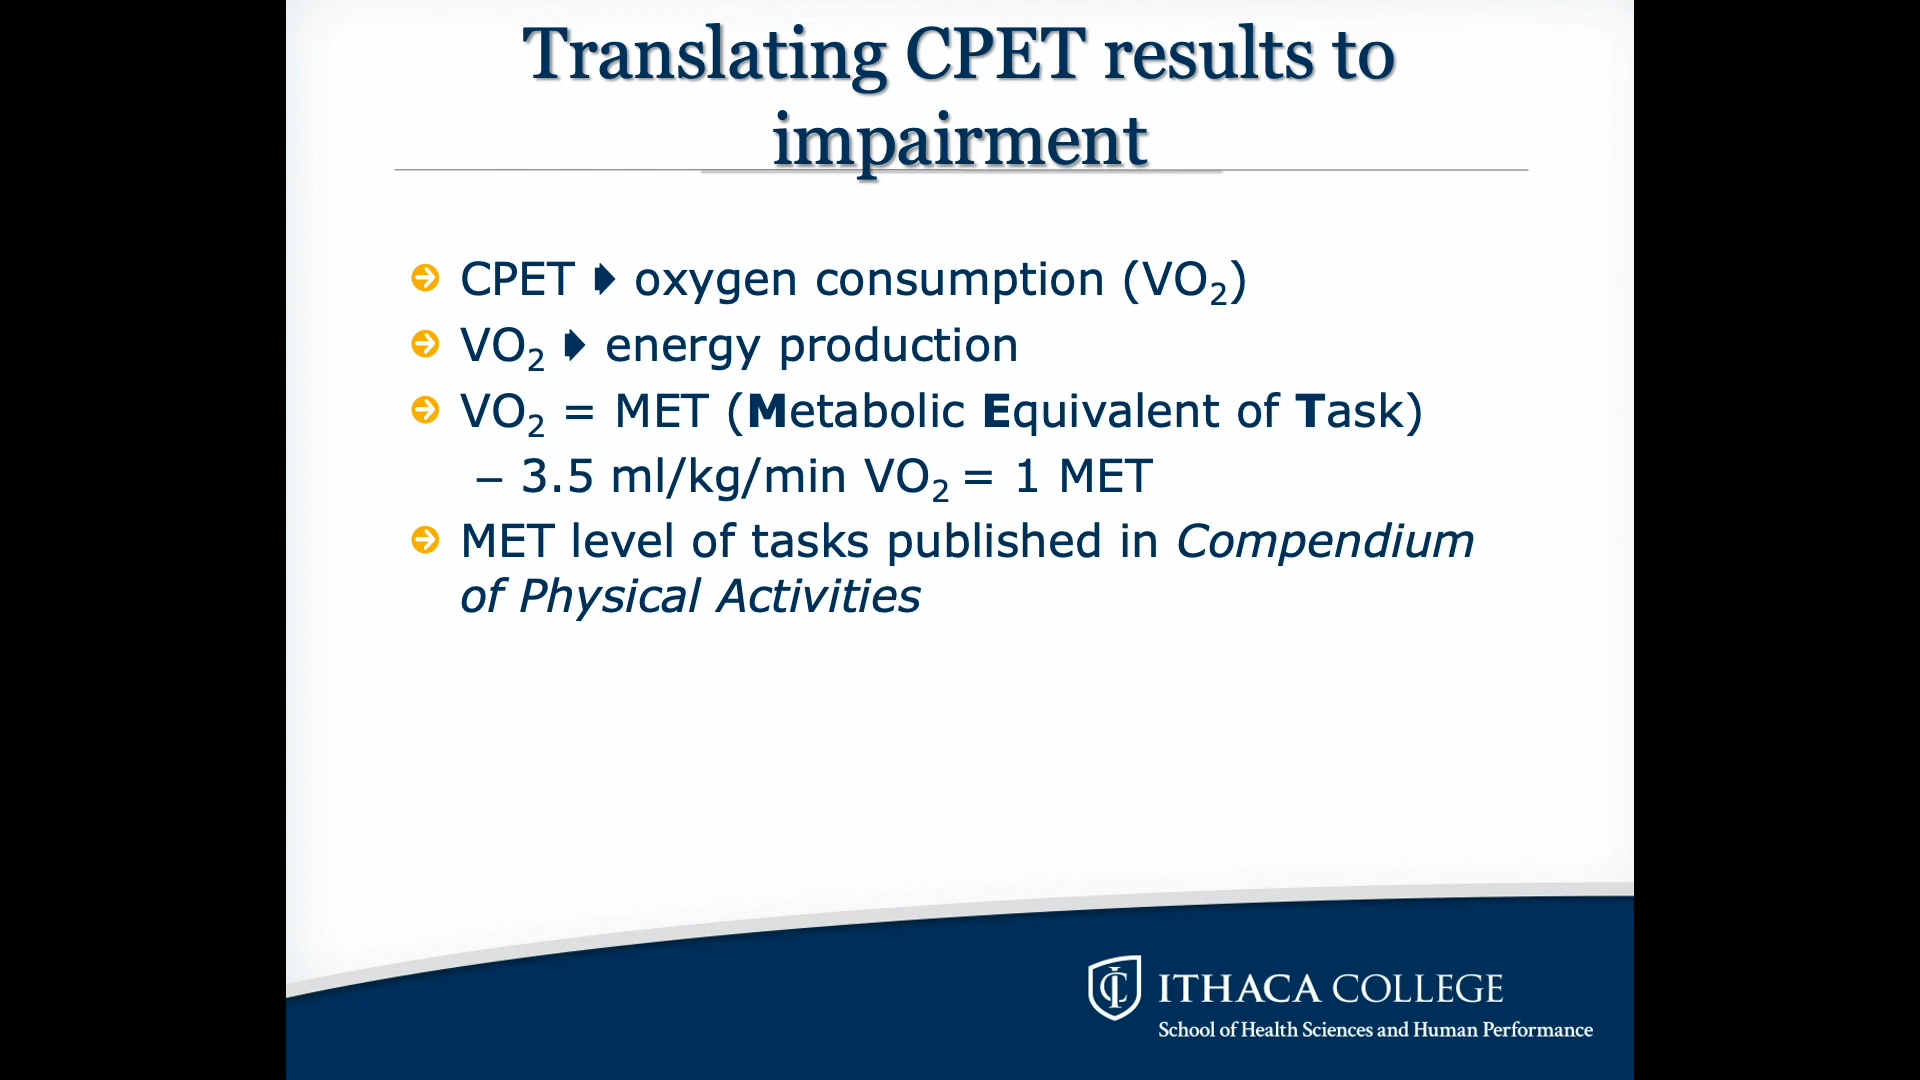 Translating CPET results to
impairment
CPET ➧ oxygen consumption (VO₂)
VO₂ ➧ energy production
VO₂ = MET (Metabolic Equivalent of Task)
– 3.5 ml/kg/min VO₂ = 1 MET
MET level of tasks published in Compendium
of Physical Activities
ITHACA COLLEGE
School of Health Sciences and Human Performance